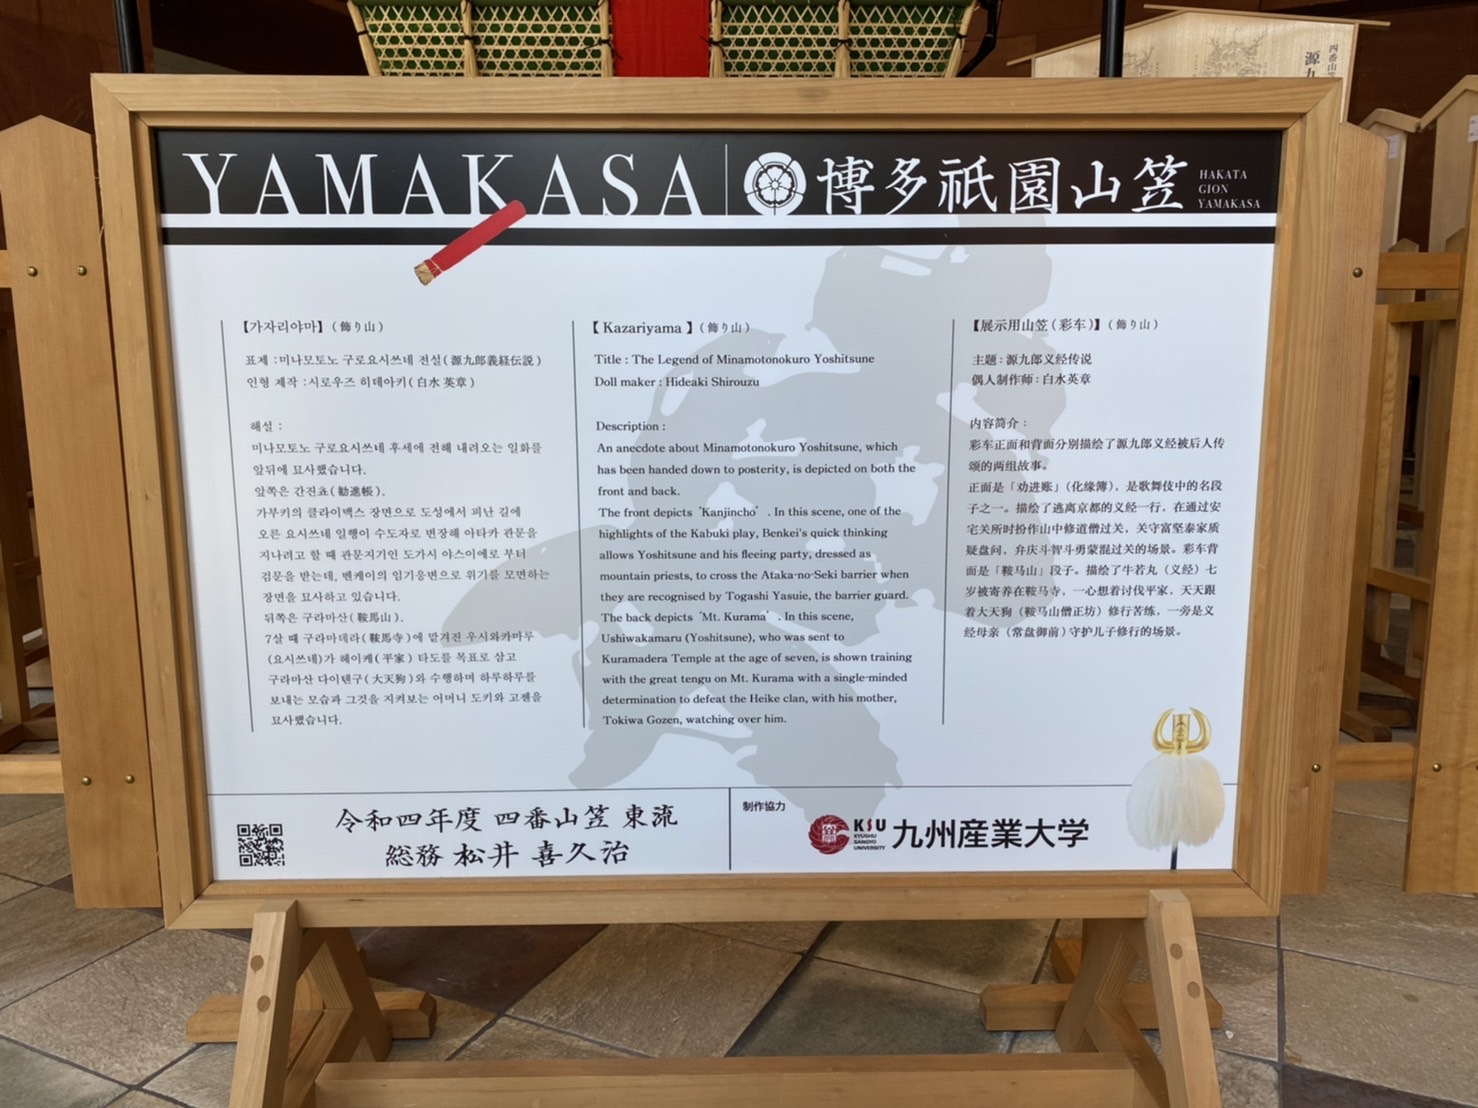 四番山笠
源九
YAMAKASA
博多祇園山笠
HAKATA
GION
YAMAKASA
【가자리야마】(飾り山)
표제 :미나모토노 구로요시쓰네 전설(源九郎義経伝説)
인형 제작 :시로우즈 히데아키(白水 英章)
해설 :
미나모토노 구로요시쓰네 후세에 전해 내려오는 일화를
앞뒤에 묘사했습니다.
앞쪽은 간진쵸(勧進帳).
가부키의 클라이맥스 장면으로 도성에서 피난 길에
오른 요시쓰네 일행이 수도자로 변장해 아타카 관문을
지나려고 할 때 관문지기인 도가시 야스이에로 부터
검문을 받는데, 벤케이의 임기응변으로 위기를 모면하는
장면을 묘사하고 있습니다.
뒤쪽은 구라마산(鞍馬山).
7살 때 구라마데라(鞍馬寺)에 맡겨진 우시와카마루
(요시쓰네)가 헤이케(平家) 타도를 목표로 삼고
구라마산 다이텐구(大天狗)와 수행하며 하루하루를
보내는 모습과 그것을 지켜보는 어머니 도키와 고젠을
묘사했습니다.
【 Kazariyama 】(飾り山)
Title : The Legend of Minamotonokuro Yoshitsune
Doll maker : Hideaki Shirouzu
Description :
An anecdote about Minamotonokuro Yoshitsune, which
has been handed down to posterity, is depicted on both the
front and back.
The front depicts ‘Kanjincho’. In this scene, one of the
highlights of the Kabuki play, Benkei's quick thinking
allows Yoshitsune and his fleeing party, dressed as
mountain priests, to cross the Ataka-no-Seki barrier when
they are recognised by Togashi Yasuie, the barrier guard.
The back depicts ‘Mt. Kurama’. In this scene,
Ushiwakamaru (Yoshitsune), who was sent to
Kuramadera Temple at the age of seven, is shown training
with the great tengu on Mt. Kurama with a single-minded
determination to defeat the Heike clan, with his mother,
Tokiwa Gozen, watching over him.
【展示用山笠(彩车)】(飾り山)
主题 : 源九郎义经传说
偶人制作师 : 白水英章
内容简介 :
彩车正面和背面分别描绘了源九郎义经被后人传
颂的两组故事。
正面是「劝进账」(化缘簿)，是歌舞伎中的名段
子之一。描绘了逃离京都的义经一行，在通过安
宅关所时扮作山中修道僧过关，关守富坚泰家质
疑盘问，弁庆斗智斗勇蒙混过关的场景。彩车背
面是「鞍马山」段子。描绘了牛若丸（义经）七
岁被寄养在鞍马寺，一心想着讨伐平家，天天跟
着大天狗（鞍马山僧正坊）修行苦练，一旁是义
经母亲（常盘御前）守护儿子修行的场景。
令和四年度 四番山笠 東流
総務 松井 喜久治
制作協力
KSU
KYUSHU
SANGYO
UNIVERSITY
九州産業大学